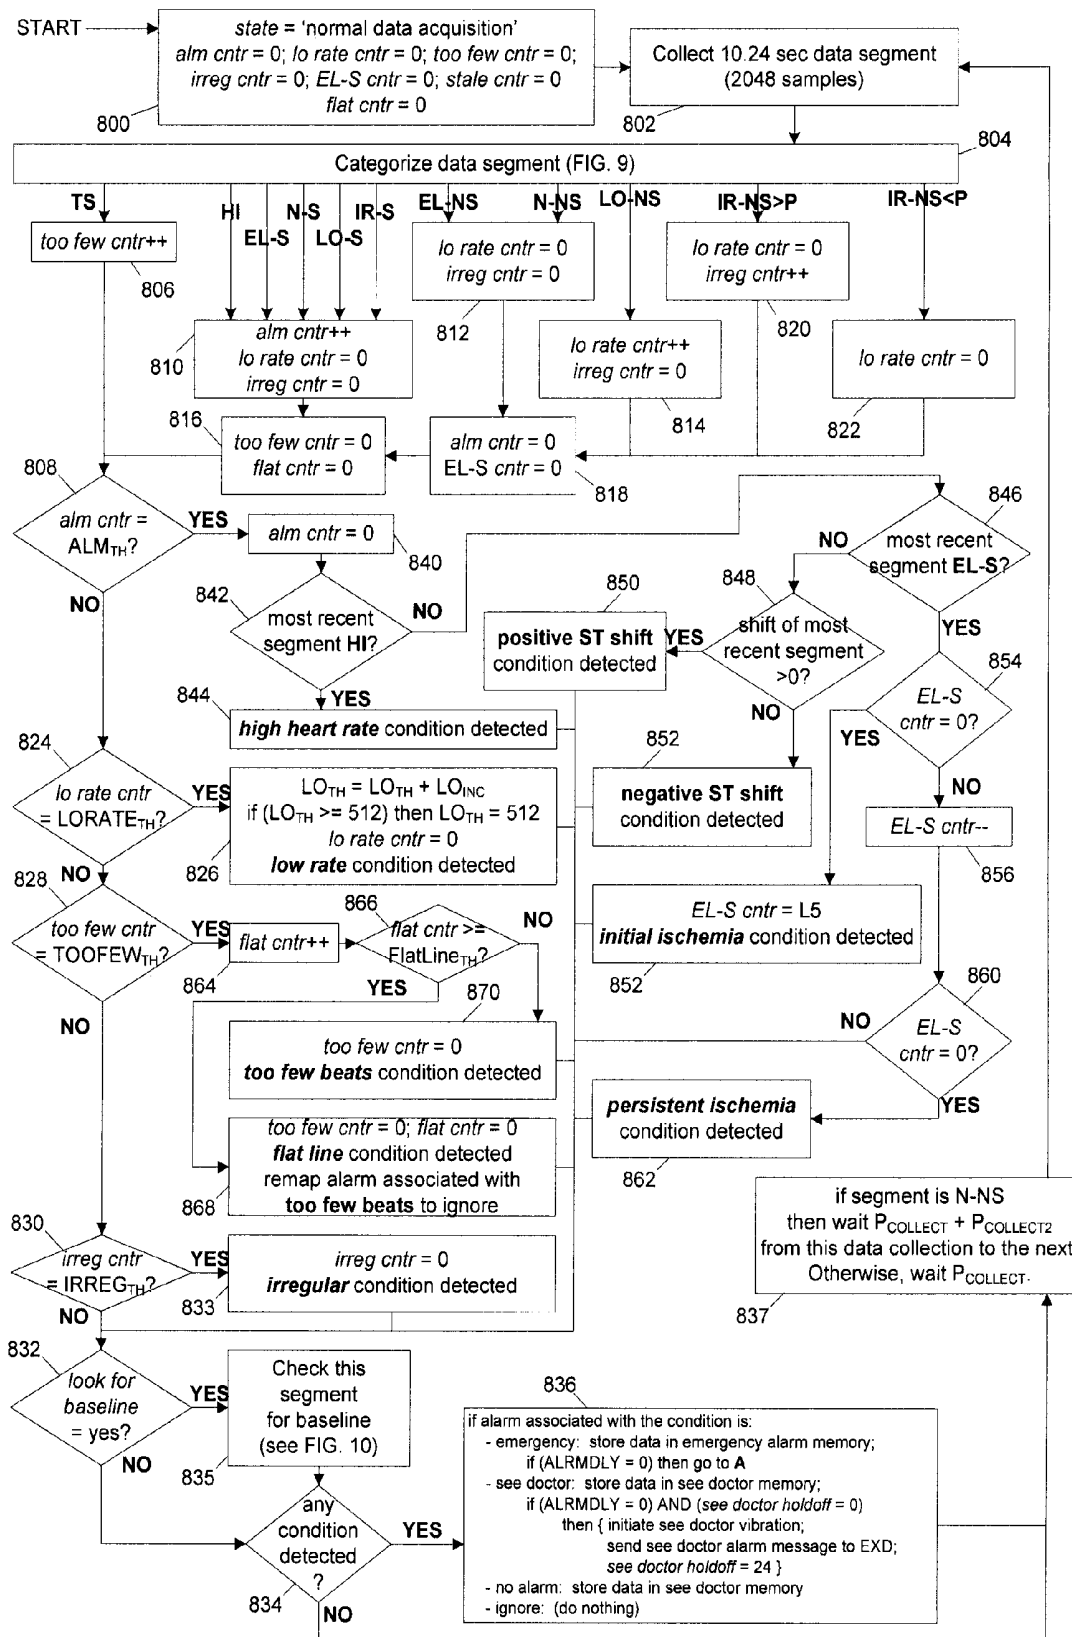 START
state = 'normal data acquisition'
alm cntr = 0; lo rate cntr = 0; too few cntr = 0;
irreg cntr = 0; EL-S cntr = 0; stale cntr = 0
flat cntr = 0
800
Collect 10.24 sec data segment
(2048 samples)
802
804
Categorize data segment (FIG. 9)
TS
HI
EL-S
N-S
LO-S
IR-S
EL-NS
N-NS
LO-NS
IR-NS>P
IR-NS<P
too few cntr++
806
lo rate cntr = 0
irreg cntr = 0
812
lo rate cntr = 0
irreg cntr++
820
810
alm cntr++
lo rate cntr = 0
irreg cntr = 0
lo rate cntr++
irreg cntr = 0
814
lo rate cntr = 0
822
816
too few cntr = 0
flat cntr = 0
alm cntr = 0
EL-S cntr = 0
818
808
alm cntr =
ALMTH?
YES
NO
alm cntr = 0
840
842
most recent
segment HI?
NO
YES
846
most recent
segment EL-S?
NO
YES
848
shift of most
recent segment
>0?
YES
NO
850
positive ST shift
condition detected
854
EL-S
cntr = 0?
YES
NO
844
high heart rate condition detected
852
negative ST shift
condition detected
EL-S cntr--
856
824
lo rate cntr
= LORATETH?
YES
NO
LOTH = LOTH + LOINC
if (LOTH >= 512) then LOTH = 512
lo rate cntr = 0
low rate condition detected
826
EL-S cntr = L5
initial ischemia condition detected
852
828
too few cntr
= TOOFEWTH?
YES
NO
flat cntr++
864
866
flat cntr >=
FlatLineTH?
NO
YES
870
too few cntr = 0
too few beats condition detected
860
EL-S
cntr = 0?
NO
YES
persistent ischemia
condition detected
862
too few cntr = 0; flat cntr = 0
flat line condition detected
remap alarm associated with
too few beats to ignore
868
830
irreg cntr
= IRREGTH?
YES
NO
irreg cntr = 0
irregular condition detected
833
if segment is N-NS
then wait PCOLLECT + PCOLLECT2
from this data collection to the next
Otherwise, wait PCOLLECT.
837
832
look for
baseline
= yes?
YES
NO
Check this
segment
for baseline
(see FIG. 10)
835
any
condition
detected
?
834
YES
NO
836
if alarm associated with the condition is:
- emergency: store data in emergency alarm memory;
if (ALRMDLY = 0) then go to A
- see doctor: store data in see doctor memory;
if (ALRMDLY = 0) AND (see doctor holdoff = 0)
then { initiate see doctor vibration;
send see doctor alarm message to EXD;
see doctor holdoff = 24 }
- no alarm: store data in see doctor memory
- ignore: (do nothing)